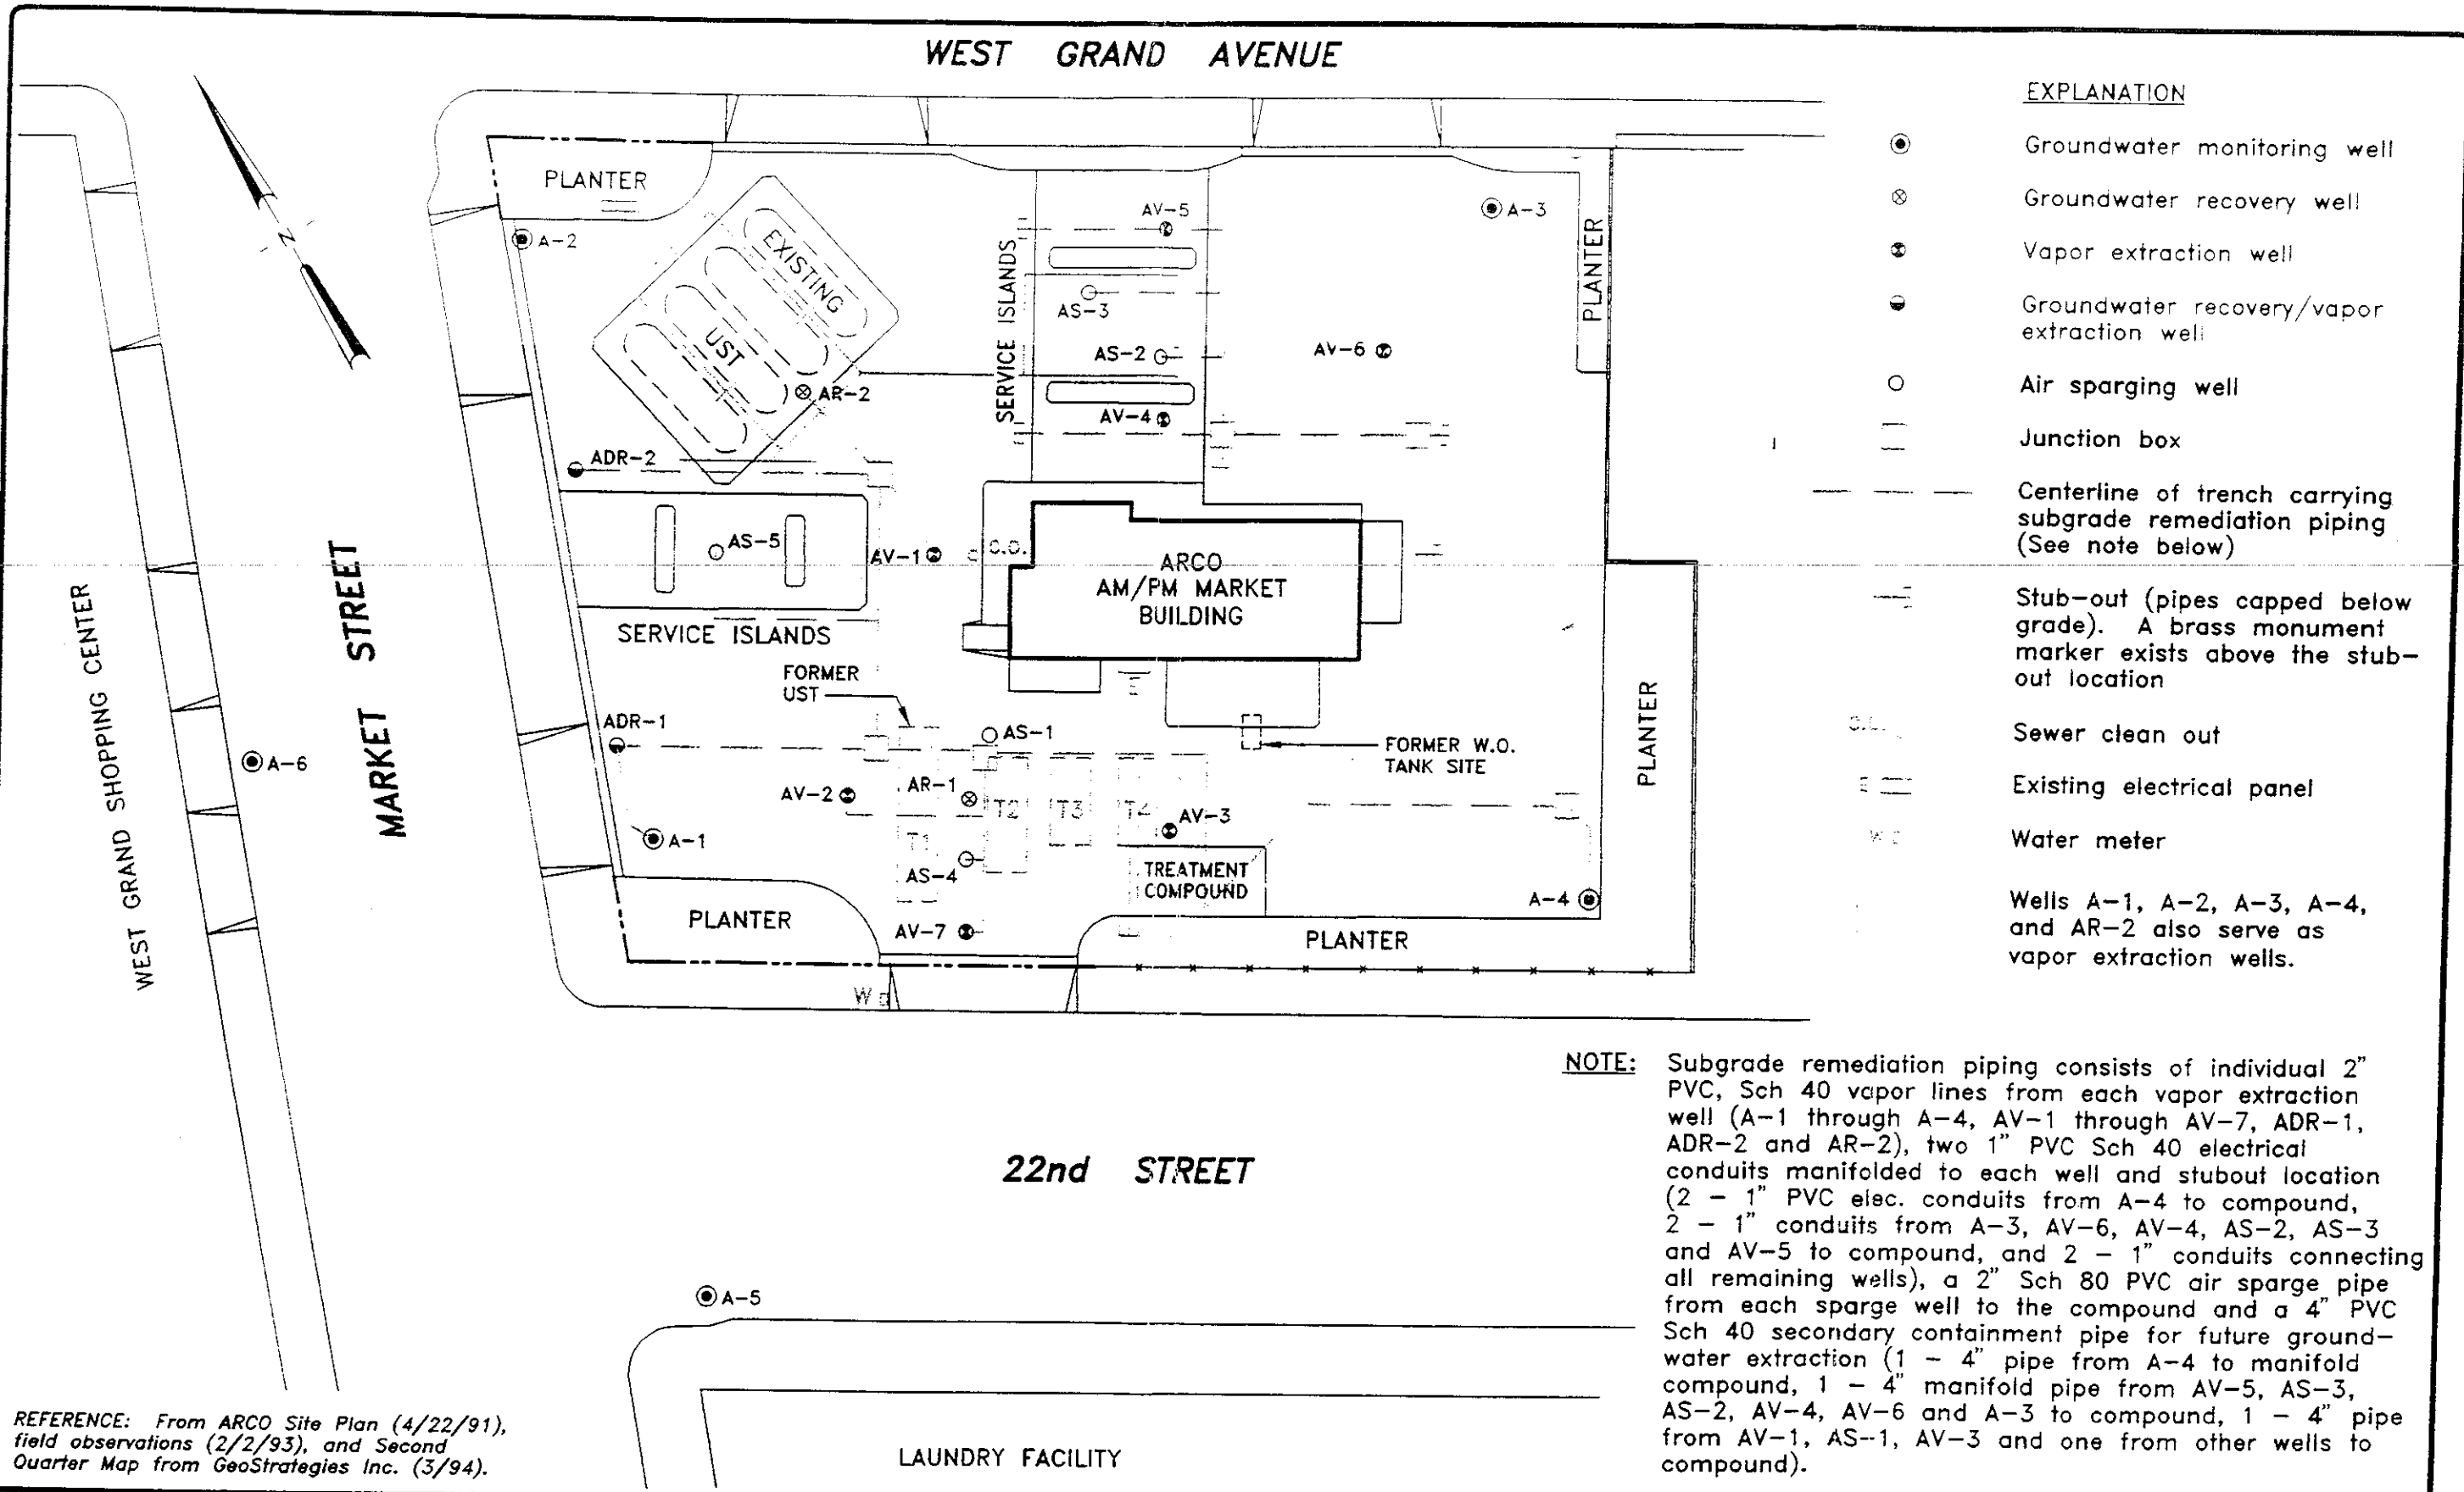 WEST GRAND AVENUE
EXPLANATION
Groundwater monitoring well
Groundwater recovery well
Vapor extraction well
Groundwater recovery/vapor
extraction well
Air sparging well
Junction box
Centerline of trench carrying
subgrade remediation piping
(See note below)
Stub-out (pipes capped below
grade). A brass monument
marker exists above the stub-
out location
C.O.
Sewer clean out
E
Existing electrical panel
W
Water meter
Wells A-1, A-2, A-3, A-4,
and AR-2 also serve as
vapor extraction wells.
N
PLANTER
A-2
EXISTING
UST
AR-2
ADR-2
SERVICE ISLANDS
AV-5
AS-3
AS-2
AV-4
AV-6
A-3
PLANTER
AS-5
AV-1
C.O.
SERVICE ISLANDS
ARCO
AM/PM MARKET
BUILDING
E
FORMER
UST
ADR-1
AS-1
FORMER W.O.
TANK SITE
AV-2
AR-1
T1
T2
T3
T4
AV-3
A-1
AS-4
TREATMENT
COMPOUND
A-4
PLANTER
PLANTER
AV-7
PLANTER
W
WEST GRAND SHOPPING CENTER
A-6
MARKET STREET
22nd STREET
A-5
LAUNDRY FACILITY
NOTE: Subgrade remediation piping consists of individual 2"
PVC, Sch 40 vapor lines from each vapor extraction
well (A-1 through A-4, AV-1 through AV-7, ADR-1,
ADR-2 and AR-2), two 1" PVC Sch 40 electrical
conduits manifolded to each well and stubout location
(2 - 1" PVC elec. conduits from A-4 to compound,
2 - 1" conduits from A-3, AV-6, AV-4, AS-2, AS-3
and AV-5 to compound, and 2 - 1" conduits connecting
all remaining wells), a 2" Sch 80 PVC air sparge pipe
from each sparge well to the compound and a 4" PVC
Sch 40 secondary containment pipe for future ground-
water extraction (1 - 4" pipe from A-4 to manifold
compound, 1 - 4" manifold pipe from AV-5, AS-3,
AS-2, AV-4, AV-6 and A-3 to compound, 1 - 4" pipe
from AV-1, AS-1, AV-3 and one from other wells to
compound).
REFERENCE: From ARCO Site Plan (4/22/91),
field observations (2/2/93), and Second
Quarter Map from GeoStrategies Inc. (3/94).